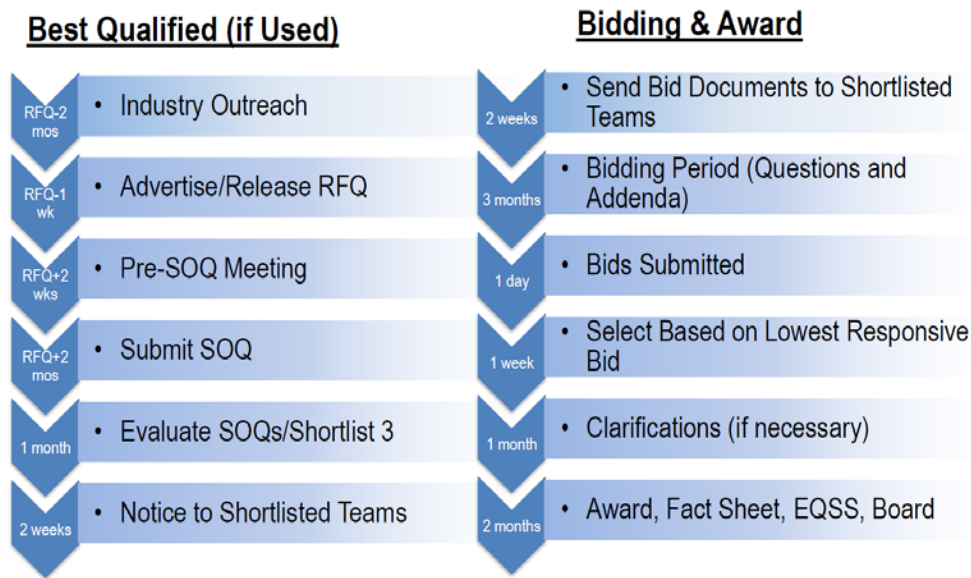 Best Qualified (if Used)
RFQ-2
mos
• Industry Outreach
RFQ-1
wk
• Advertise/Release RFQ
RFQ+2
wks
• Pre-SOQ Meeting
RFQ+2
mos
• Submit SOQ
1 month
• Evaluate SOQs/Shortlist 3
2 weeks
• Notice to Shortlisted Teams
Bidding & Award
2 weeks
• Send Bid Documents to Shortlisted
Teams
3 months
• Bidding Period (Questions and
Addenda)
1 day
• Bids Submitted
1 week
• Select Based on Lowest Responsive
Bid
1 month
• Clarifications (if necessary)
2 months
• Award, Fact Sheet, EQSS, Board